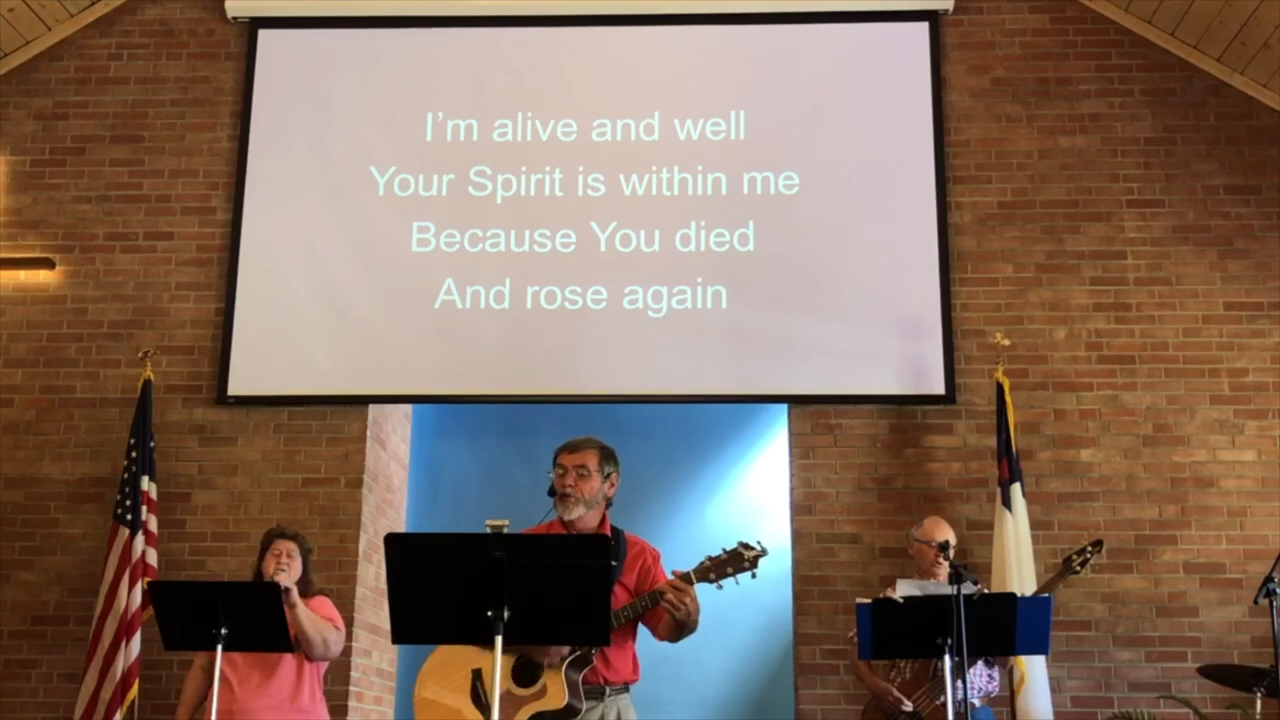 I'm alive and well
Your Spirit is within me
Because You died
And rose again